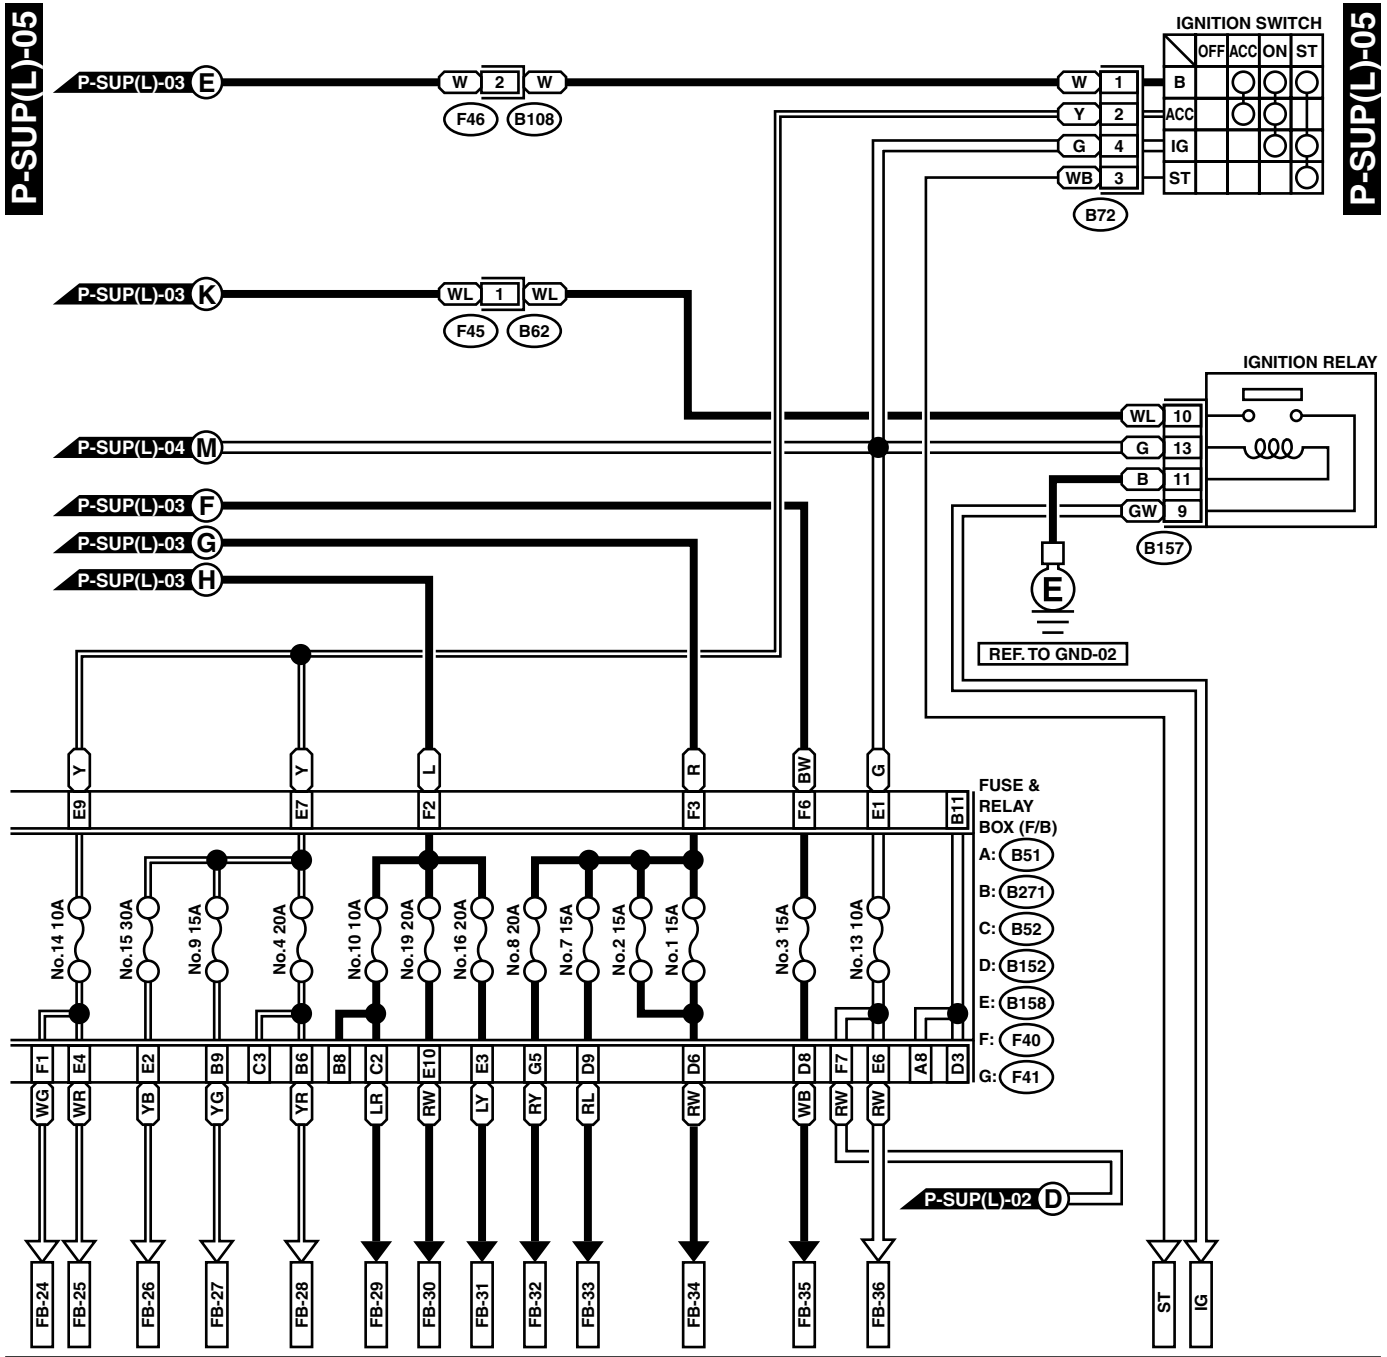 P-SUP(L)-05
P-SUP(L)-05
IGNITION SWITCH
OFF ACC ON ST
P-SUP(L)-03 E W 2 W W 1 B
F46 B108
Y 2 ACC
G 4 IG
WB 3 ST
B72
P-SUP(L)-03 K WL 1 WL
F45 B62
IGNITION RELAY
WL 10
P-SUP(L)-04 M G 13
B 11
P-SUP(L)-03 F
GW 9
P-SUP(L)-03 G
B157
P-SUP(L)-03 H
E
REF. TO GND-02
Y Y L R BW G
E9 E7 F2 F3 F6 E1 B11
FUSE &
RELAY
BOX (F/B)
A: B51
B: B271
C: B52
D: B152
E: B158
F: F40
G: F41
No.14 10A
No.15 30A
No.9 15A
No.4 20A
No.10 10A
No.19 20A
No.16 20A
No.8 20A
No.7 15A
No.2 15A
No.1 15A
No.3 15A
No.13 10A
F1 E4 E2 B9 C3 B6 B8 C2 E10 E3 G5 D9 D6 D8 F7 E6 A8 D3
WG WR YB YG YR LR RW LY RY RL RW WB RW RW
P-SUP(L)-02 D
FB-24 FB-25 FB-26 FB-27 FB-28 FB-29 FB-30 FB-31 FB-32 FB-33 FB-34 FB-35 FB-36 ST IG